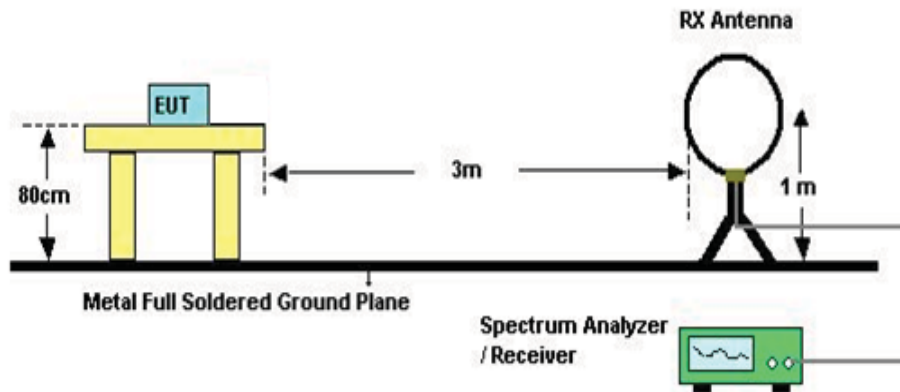 RX Antenna
EUT
80cm
3m
1 m
Metal Full Soldered Ground Plane
Spectrum Analyzer
/ Receiver